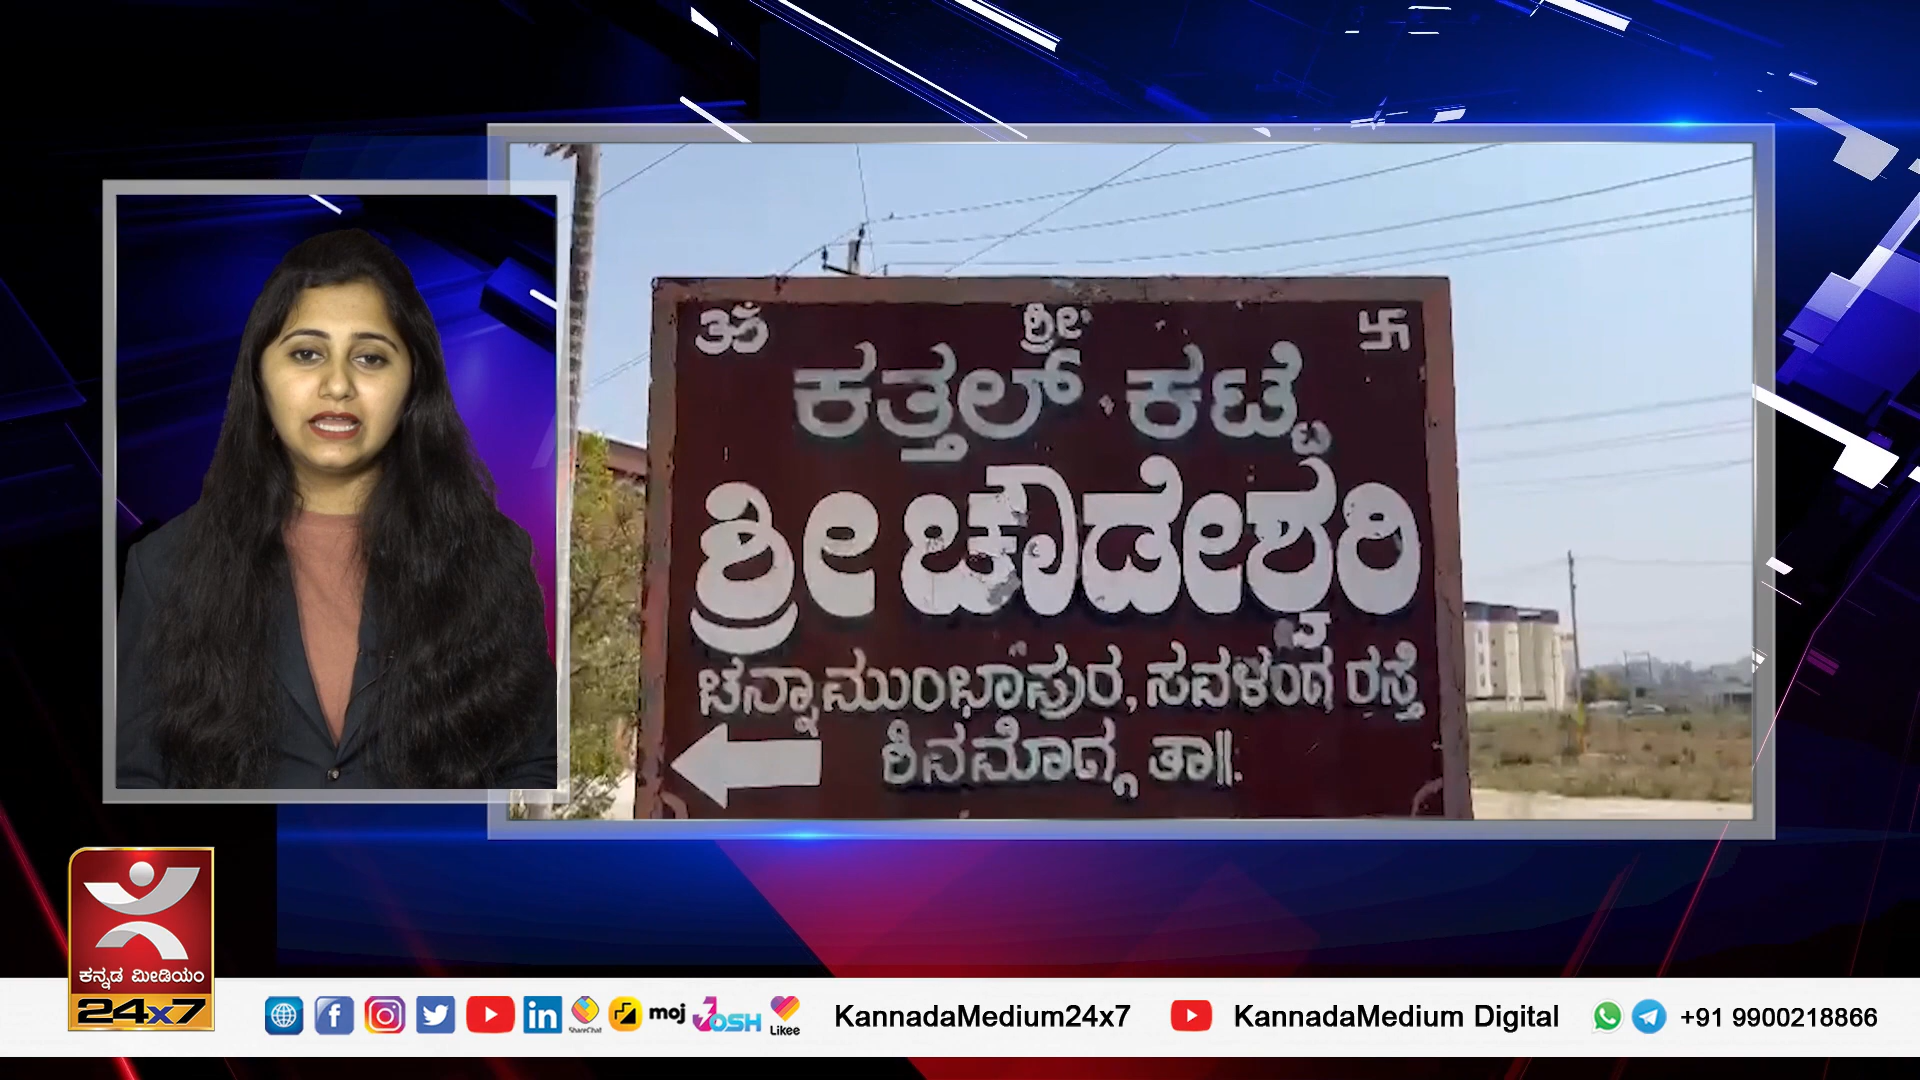 ॐ ಶ್ರೀ 卐
ಕತ್ತಲ್ ಕಟ್ಟೆ
ಶ್ರೀ ಚೌಡೇಶ್ವರಿ
ಚನ್ನಾಮುಂಭಾಪುರ, ಸವಳಂಗ ರಸ್ತೆ
ಶಿವಮೊಗ್ಗ ತಾ||.
ಕನ್ನಡ ಮೀಡಿಯಂ
24x7
ShareChat moj Josh Likee
KannadaMedium24x7 KannadaMedium Digital +91 9900218866